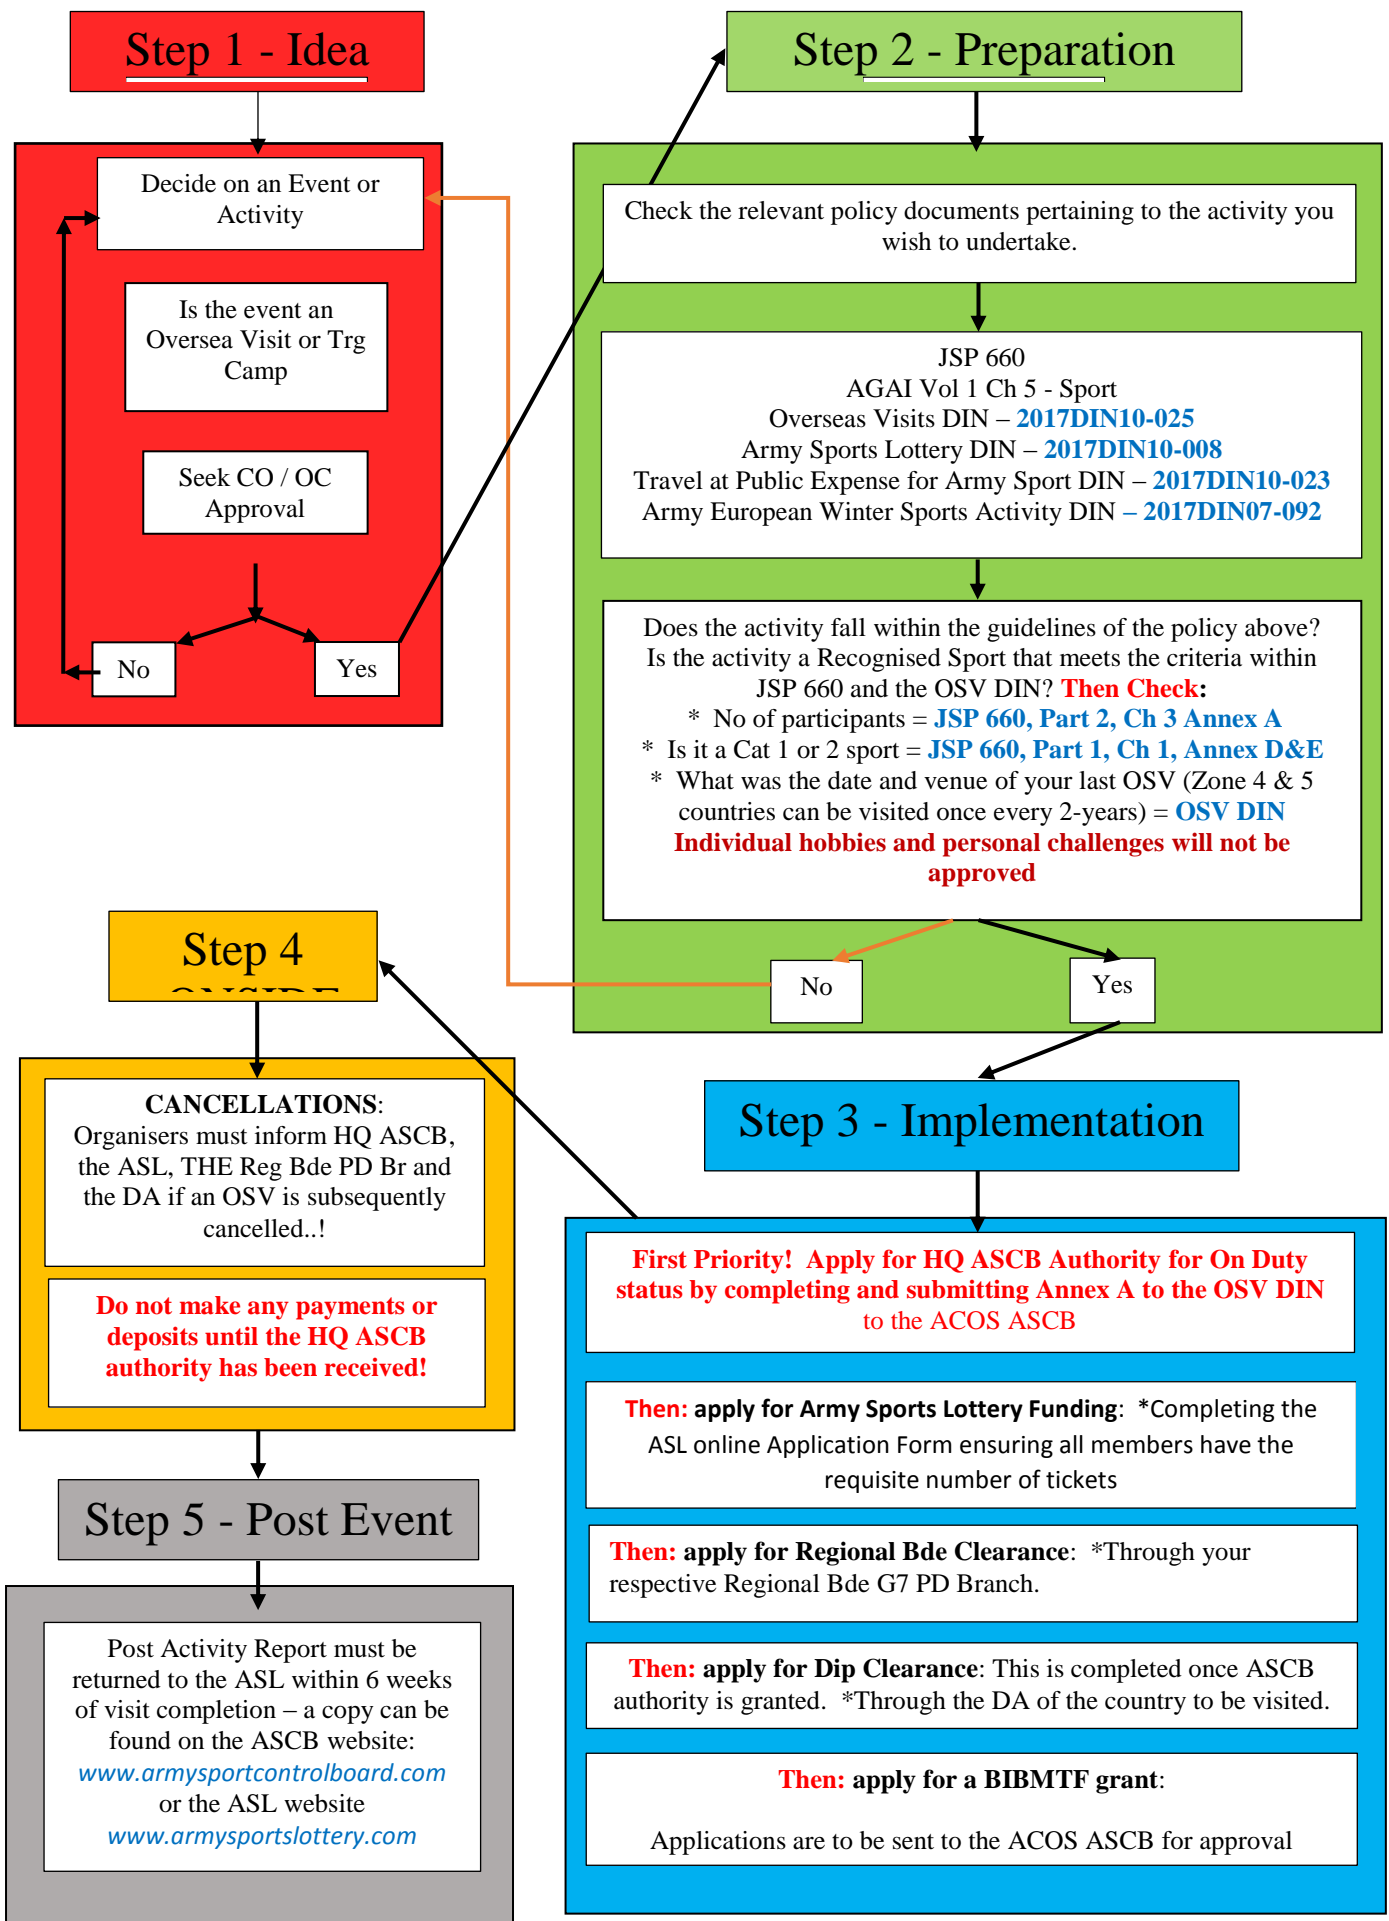 Step 1 - Idea
Decide on an Event or
Activity
Is the event an
Oversea Visit or Trg
Camp
Seek CO / OC
Approval
No
Yes
Step 2 - Preparation
Check the relevant policy documents pertaining to the activity you
wish to undertake.
JSP 660
AGAI Vol 1 Ch 5 - Sport
Overseas Visits DIN – 2017DIN10-025
Army Sports Lottery DIN – 2017DIN10-008
Travel at Public Expense for Army Sport DIN – 2017DIN10-023
Army European Winter Sports Activity DIN – 2017DIN07-092
Does the activity fall within the guidelines of the policy above?
Is the activity a Recognised Sport that meets the criteria within
JSP 660 and the OSV DIN? Then Check:
* No of participants = JSP 660, Part 2, Ch 3 Annex A
* Is it a Cat 1 or 2 sport = JSP 660, Part 1, Ch 1, Annex D&E
* What was the date and venue of your last OSV (Zone 4 & 5
countries can be visited once every 2-years) = OSV DIN
Individual hobbies and personal challenges will not be
approved
No
Yes
Step 3 - Implementation
First Priority! Apply for HQ ASCB Authority for On Duty
status by completing and submitting Annex A to the OSV DIN
to the ACOS ASCB
Then: apply for Army Sports Lottery Funding: *Completing the
ASL online Application Form ensuring all members have the
requisite number of tickets
Then: apply for Regional Bde Clearance: *Through your
respective Regional Bde G7 PD Branch.
Then: apply for Dip Clearance: This is completed once ASCB
authority is granted. *Through the DA of the country to be visited.
Then: apply for a BIBMTF grant:
Applications are to be sent to the ACOS ASCB for approval
Step 4
CANCELLATIONS:
Organisers must inform HQ ASCB,
the ASL, THE Reg Bde PD Br and
the DA if an OSV is subsequently
cancelled..!
Do not make any payments or
deposits until the HQ ASCB
authority has been received!
Step 5 - Post Event
Post Activity Report must be
returned to the ASL within 6 weeks
of visit completion – a copy can be
found on the ASCB website:
www.armysportcontrolboard.com
or the ASL website
www.armysportslottery.com